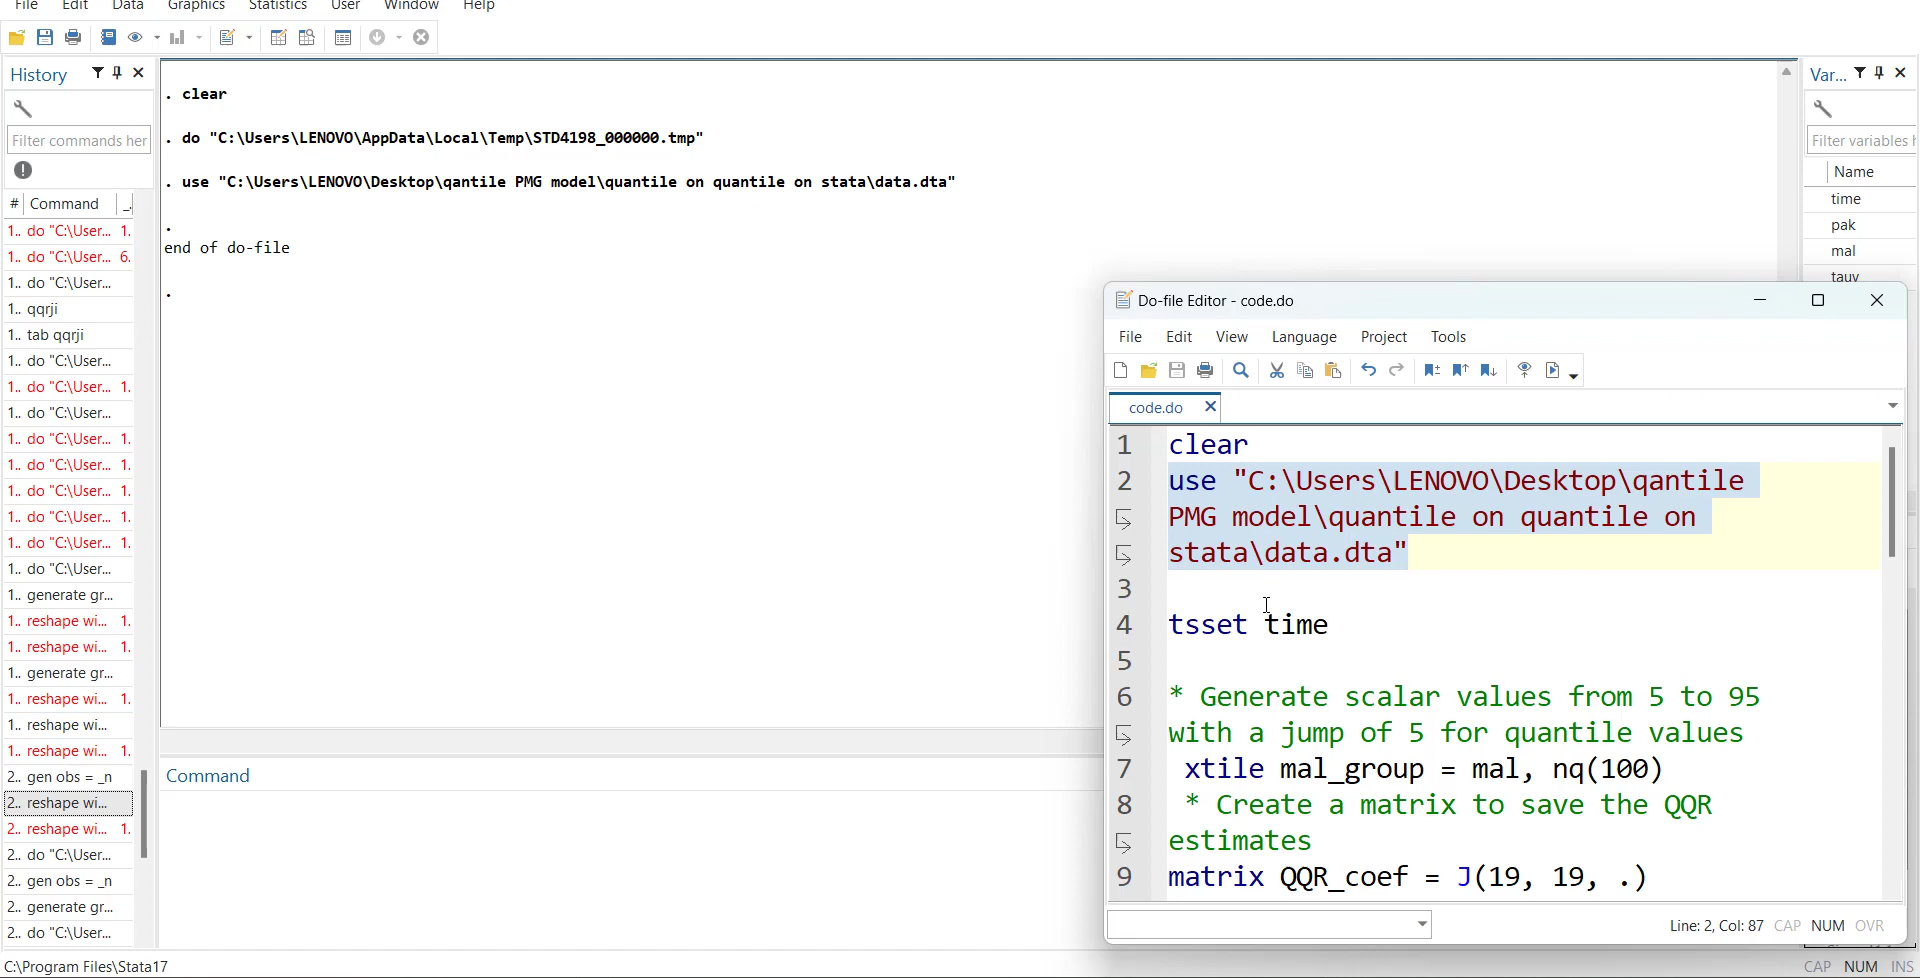 File Edit Data Graphics Statistics User Window Help
History
Filter commands her
# Command _.
1.. do "C:\User... 1.
1.. do "C:\User... 6.
1.. do "C:\User...
1.. qqrji
1.. tab qqrji
1.. do "C:\User...
1.. do "C:\User... 1.
1.. do "C:\User...
1.. do "C:\User... 1.
1.. do "C:\User... 1.
1.. do "C:\User... 1.
1.. do "C:\User... 1.
1.. do "C:\User... 1.
1.. do "C:\User...
1.. generate gr...
1.. reshape wi... 1.
1.. reshape wi... 1.
1.. generate gr...
1.. reshape wi... 1.
1.. reshape wi...
1.. reshape wi... 1.
2.. gen obs = _n
2.. reshape wi...
2.. reshape wi... 1.
2.. do "C:\User...
2.. gen obs = _n
2.. generate gr...
2.. do "C:\User...
. clear
. do "C:\Users\LENOVO\AppData\Local\Temp\STD4198_000000.tmp"
. use "C:\Users\LENOVO\Desktop\qantile PMG model\quantile on quantile on stata\data.dta"
.
end of do-file
.
Command
Var...
Filter variables h
Name
time
pak
mal
tauv
Do-file Editor - code.do
File Edit View Language Project Tools
code.do
1 clear
2 use "C:\Users\LENOVO\Desktop\qantile
PMG model\quantile on quantile on
stata\data.dta"
3
4 tsset time
5
6 * Generate scalar values from 5 to 95
with a jump of 5 for quantile values
7 xtile mal_group = mal, nq(100)
8 * Create a matrix to save the QQR
estimates
9 matrix QQR_coef = J(19, 19, .)
Line: 2, Col: 87 CAP NUM OVR
C:\Program Files\Stata17
CAP NUM INS